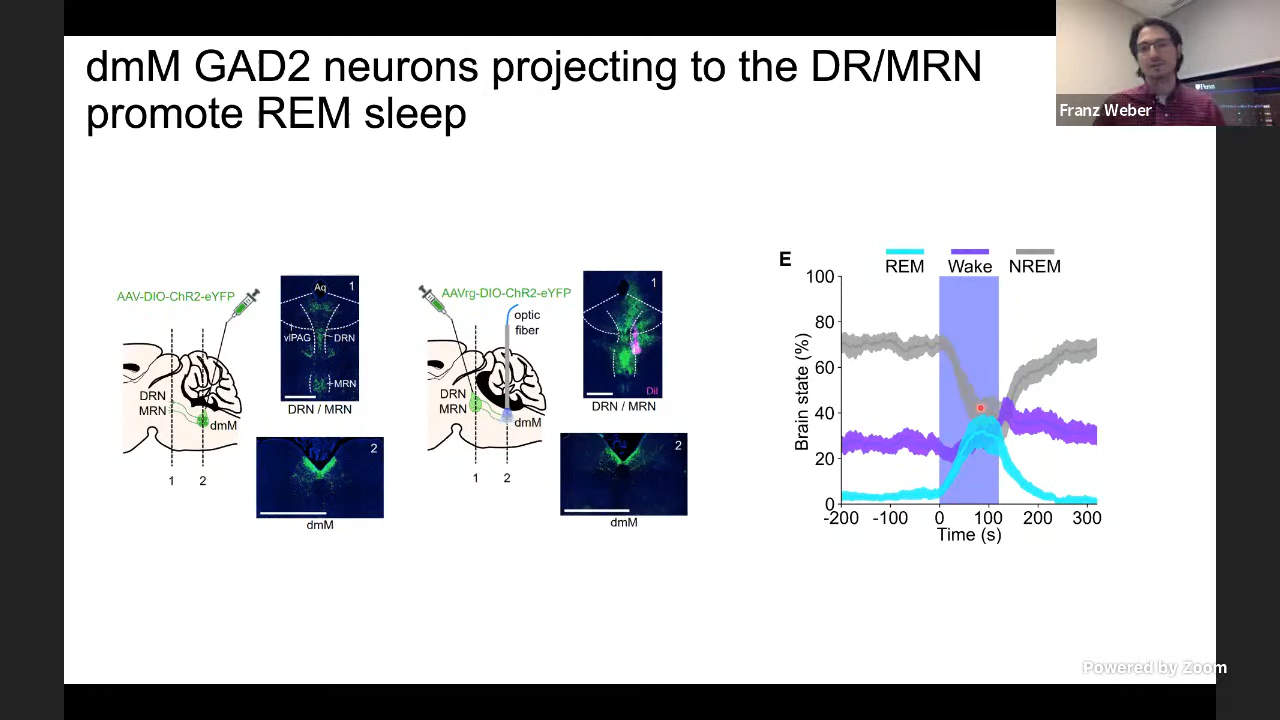 dmM GAD2 neurons projecting to the DR/MRN
promote REM sleep
Penn
Franz Weber
AAV-DIO-ChR2-eYFP
DRN
MRN
dmM
1
2
Aq
1
vlPAG
DRN
MRN
DRN / MRN
2
dmM
AAVrg-DIO-ChR2-eYFP
optic
fiber
DRN
MRN
dmM
1
2
1
DiI
DRN / MRN
2
dmM
E
REM
Wake
NREM
Brain state (%)
100
80
60
40
20
0
-200 -100 0 100 200 300
Time (s)
Powered by Zoom